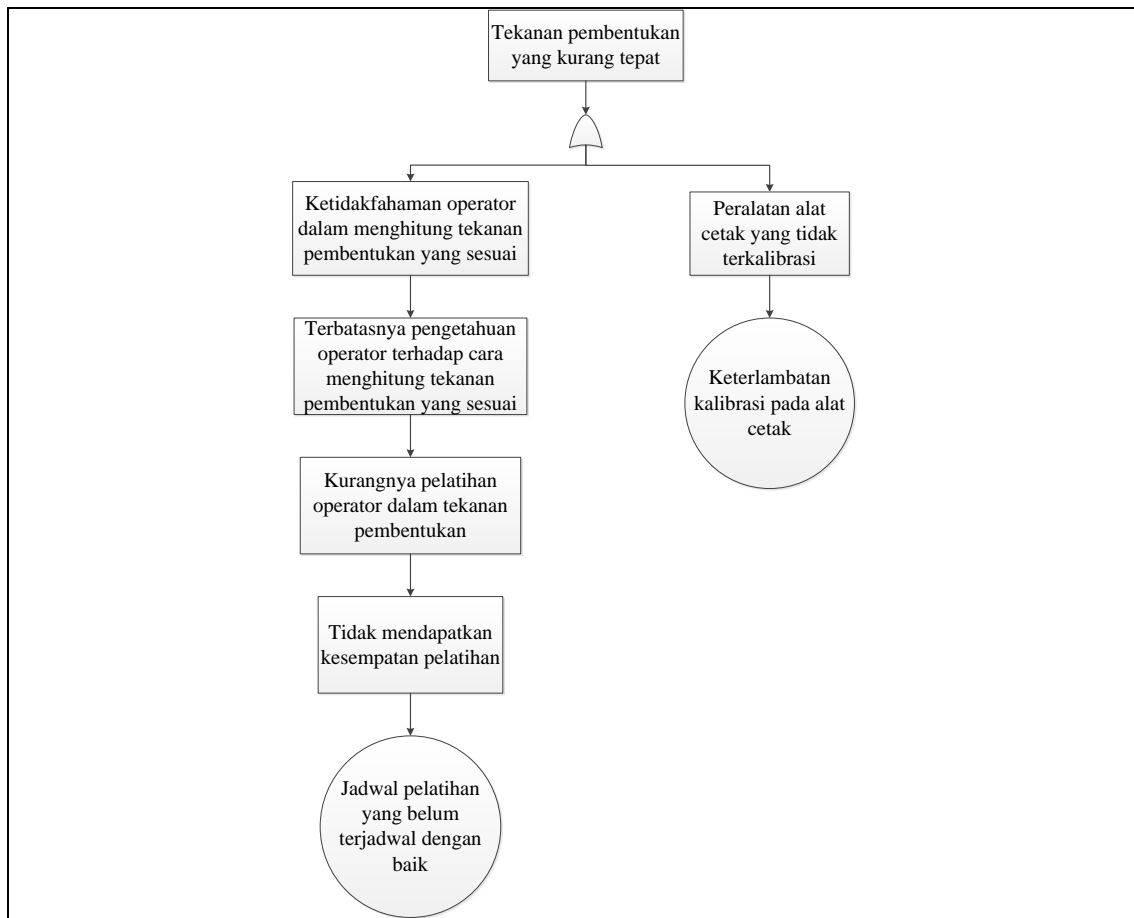 Tekanan pembentukan
yang kurang tepat
Ketidakfahaman operator
dalam menghitung tekanan
pembentukan yang sesuai
Peralatan alat
cetak yang tidak
terkalibrasi
Terbatasnya pengetahuan
operator terhadap cara
menghitung tekanan
pembentukan yang sesuai
Keterlambatan
kalibrasi pada alat
cetak
Kurangnya pelatihan
operator dalam tekanan
pembentukan
Tidak mendapatkan
kesempatan pelatihan
Jadwal pelatihan
yang belum
terjadwal dengan
baik